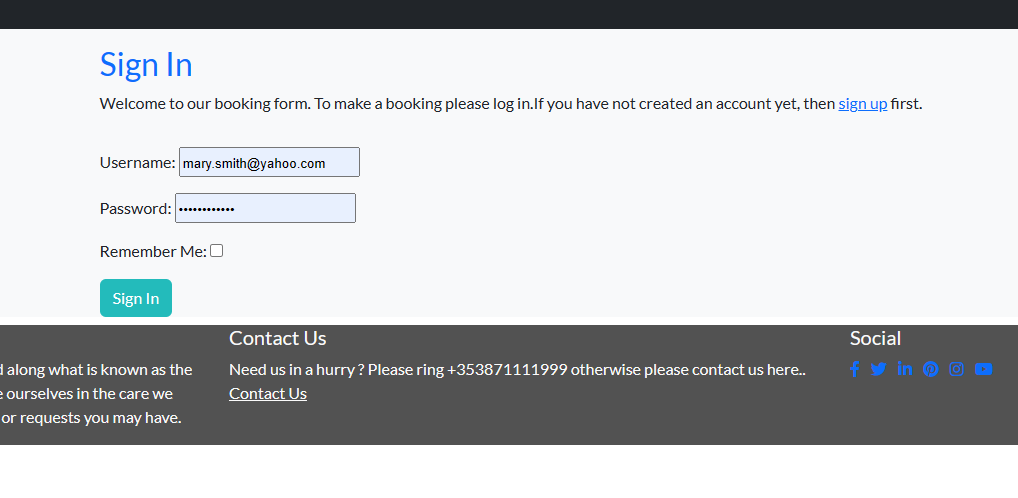 Sign In
Welcome to our booking form. To make a booking please log in.If you have not created an account yet, then sign up first.
Username: mary.smith@yahoo.com
Password: ••••••••••••
Remember Me:
Sign In
d along what is known as the
e ourselves in the care we
or requests you may have.
Contact Us
Need us in a hurry ? Please ring +353871111999 otherwise please contact us here..
Contact Us
Social